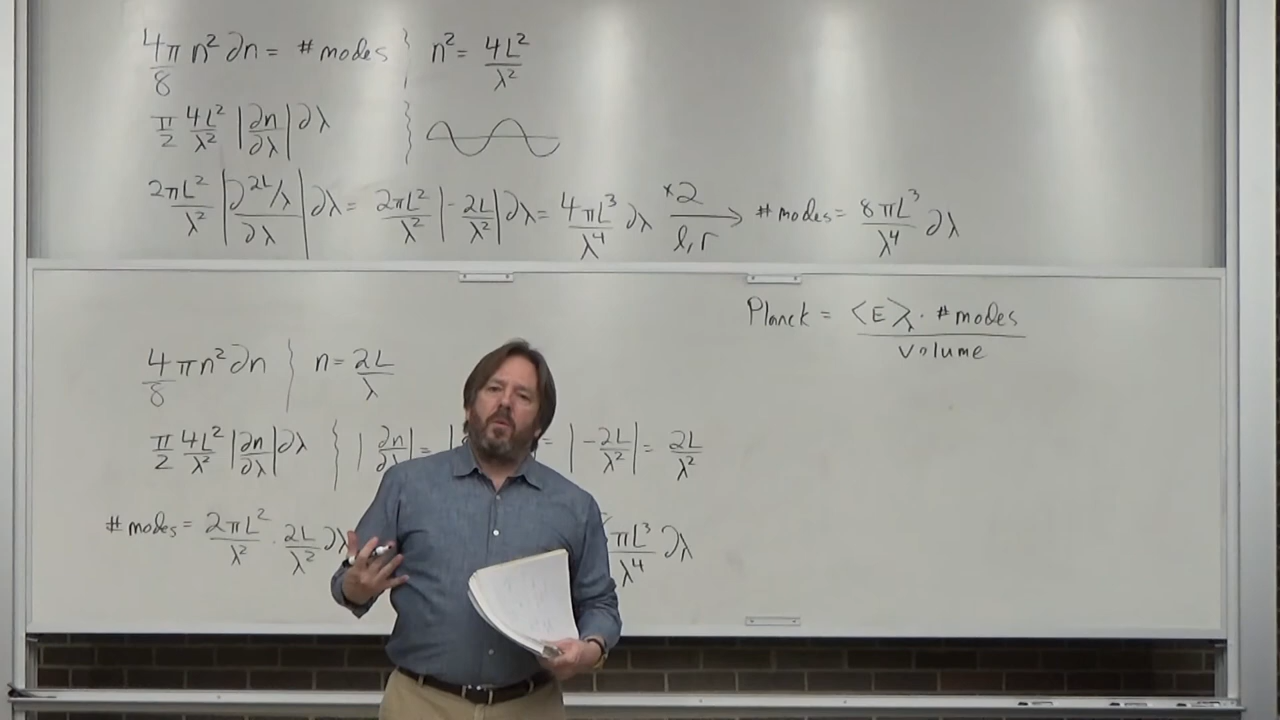 4π/8 n² ∂n = # modes } n² = 4L²/λ²
π/2 4L²/λ² |∂n/∂λ| ∂λ }
2πL²/λ² |∂ 2L/λ / ∂λ| ∂λ = 2πL²/λ² |-2L/λ²| ∂λ = 4πL³/λ⁴ ∂λ ×2 → l,r # modes = 8πL³/λ⁴ ∂λ
Planck = <E>λ · # modes / volume
4/8 π n² ∂n } n = 2L/λ
π/2 4L²/λ² |∂n/∂λ| ∂λ } |∂n/∂λ| = | = |-2L/λ²| = 2L/λ²
# modes = 2πL²/λ² · 2L/λ² ∂λ πL³/λ⁴ ∂λ